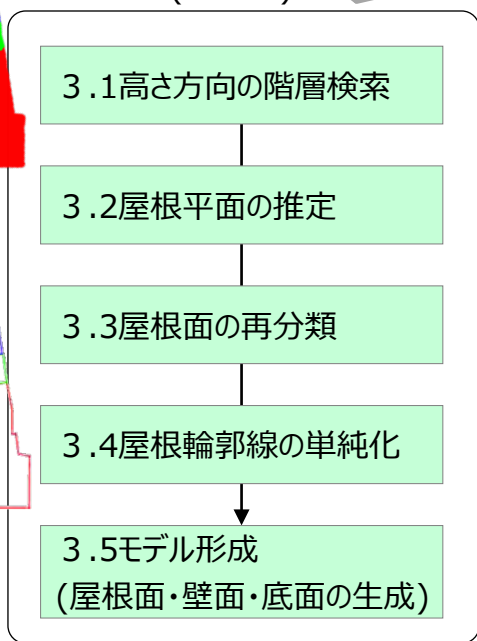 ３.1高さ方向の階層検索
３.2屋根平面の推定
３.3屋根面の再分類
３.4屋根輪郭線の単純化
３.5モデル形成
(屋根面・壁面・底面の生成)